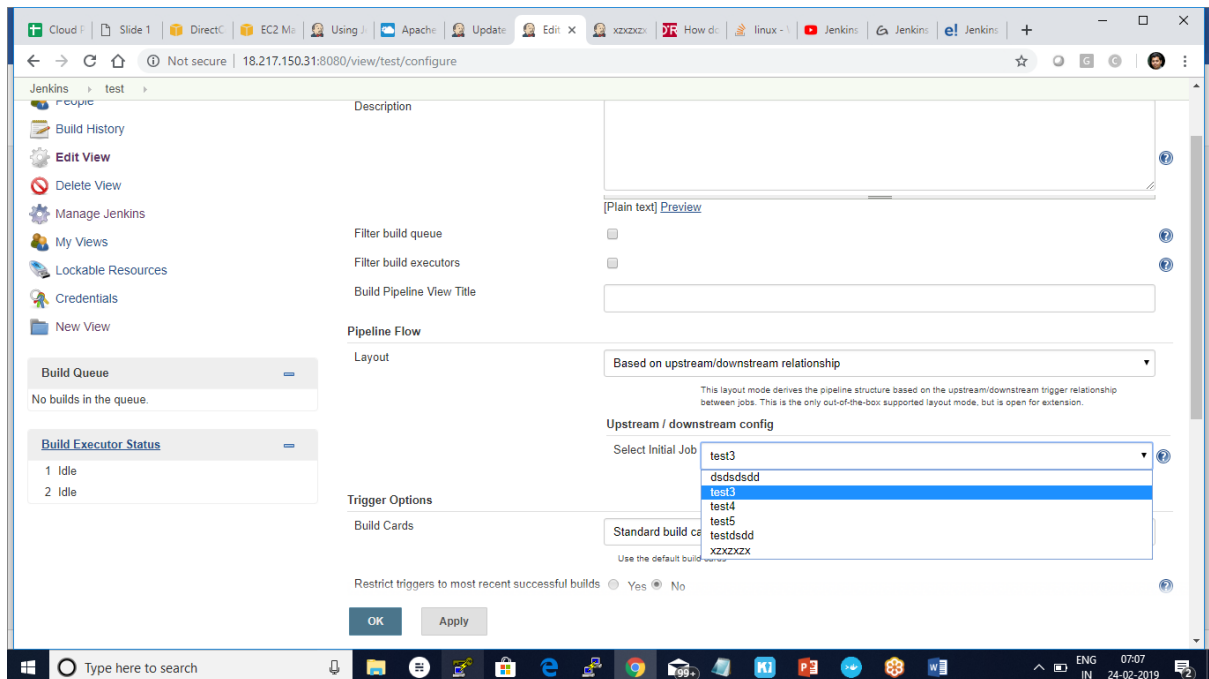 Cloud F
Slide 1
DirectC
EC2 Ma
Using J
Apache
Update
Edit
xzxzxz
How do
linux - \
Jenkins
Jenkins
Jenkins
Not secure | 18.217.150.31:8080/view/test/configure
Jenkins test
People
Build History
Edit View
Delete View
Manage Jenkins
My Views
Lockable Resources
Credentials
New View
Build Queue
No builds in the queue.
Build Executor Status
1 Idle
2 Idle
Description
[Plain text] Preview
Filter build queue
Filter build executors
Build Pipeline View Title
Pipeline Flow
Layout
Based on upstream/downstream relationship
This layout mode derives the pipeline structure based on the upstream/downstream trigger relationship
between jobs. This is the only out-of-the-box supported layout mode, but is open for extension.
Upstream / downstream config
Select Initial Job
test3
dsdsdsdd
test3
test4
test5
testdsdd
xzxzxzx
Trigger Options
Build Cards
Standard build ca
Use the default build cards
Restrict triggers to most recent successful builds Yes No
OK
Apply
Type here to search
99+
ENG
IN
07:07
24-02-2019